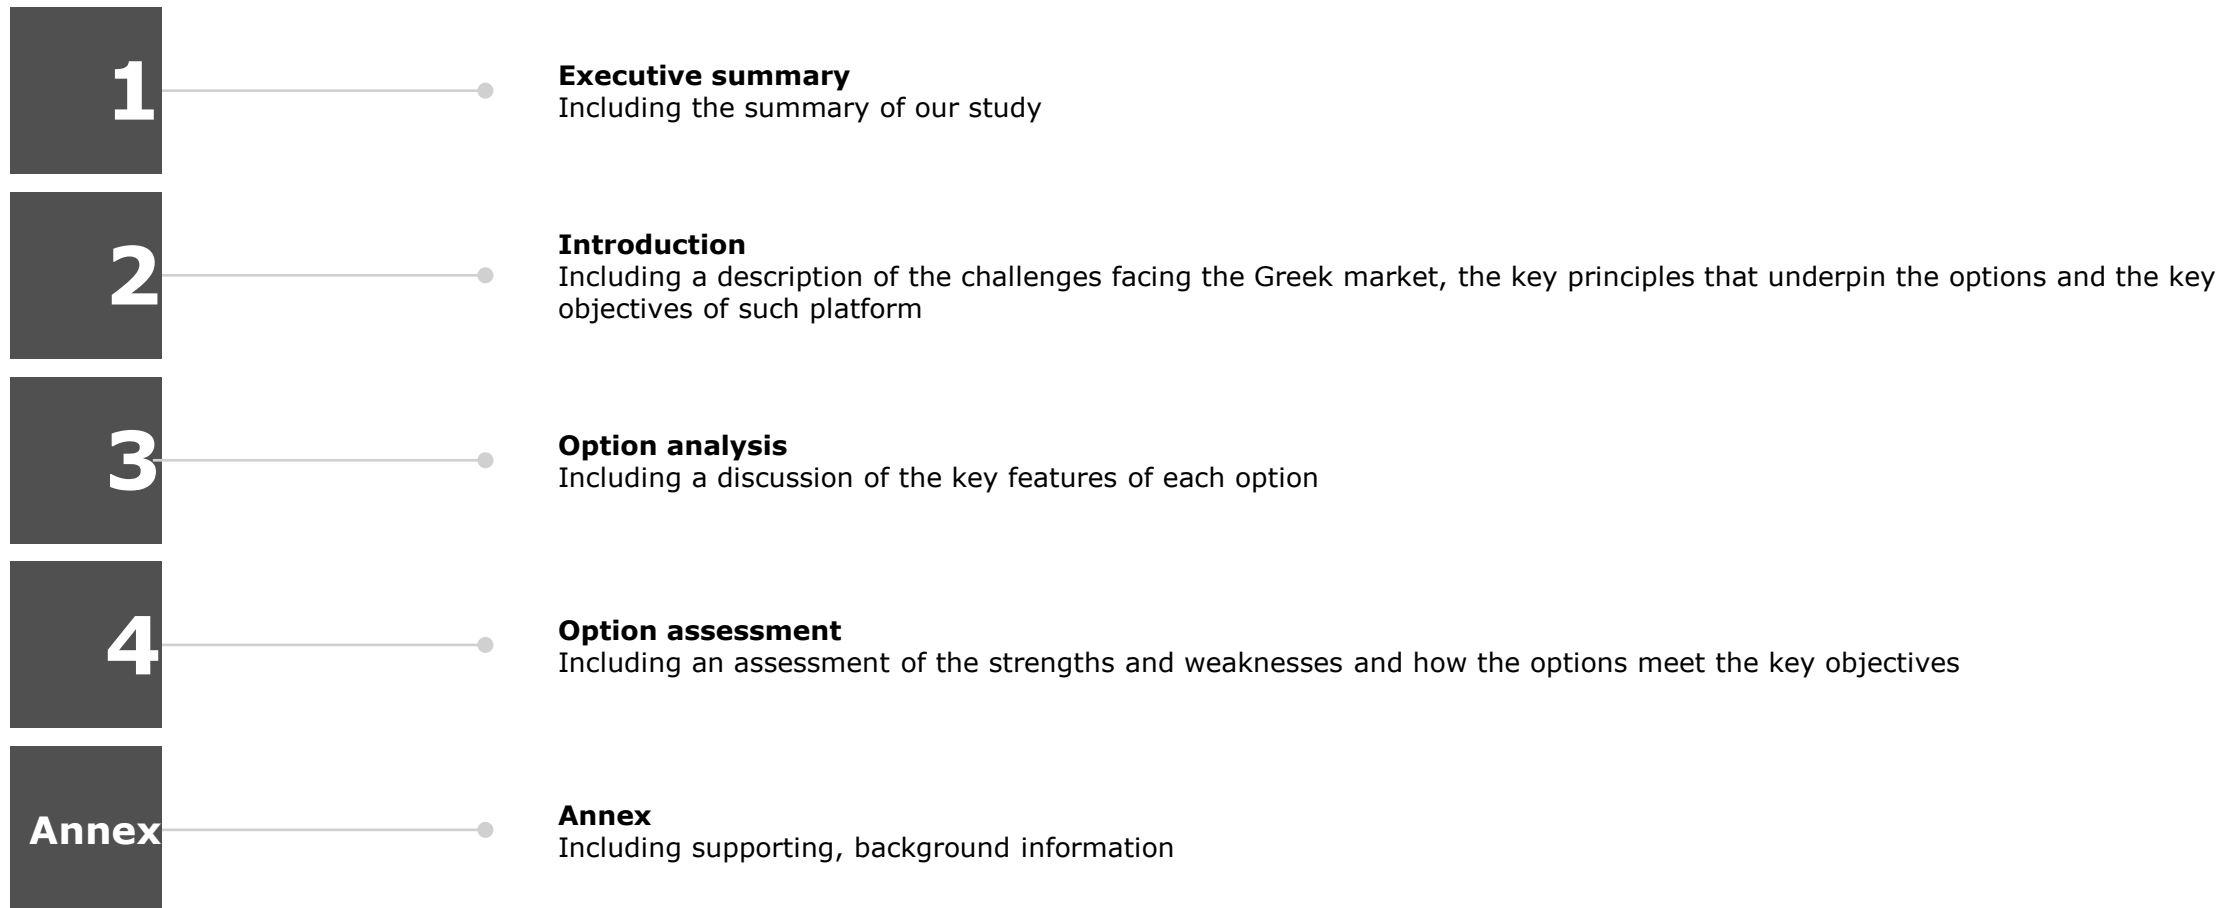 1
Executive summary
Including the summary of our study
2
Introduction
Including a description of the challenges facing the Greek market, the key principles that underpin the options and the key
objectives of such platform
3
Option analysis
Including a discussion of the key features of each option
4
Option assessment
Including an assessment of the strengths and weaknesses and how the options meet the key objectives
Annex
Annex
Including supporting, background information